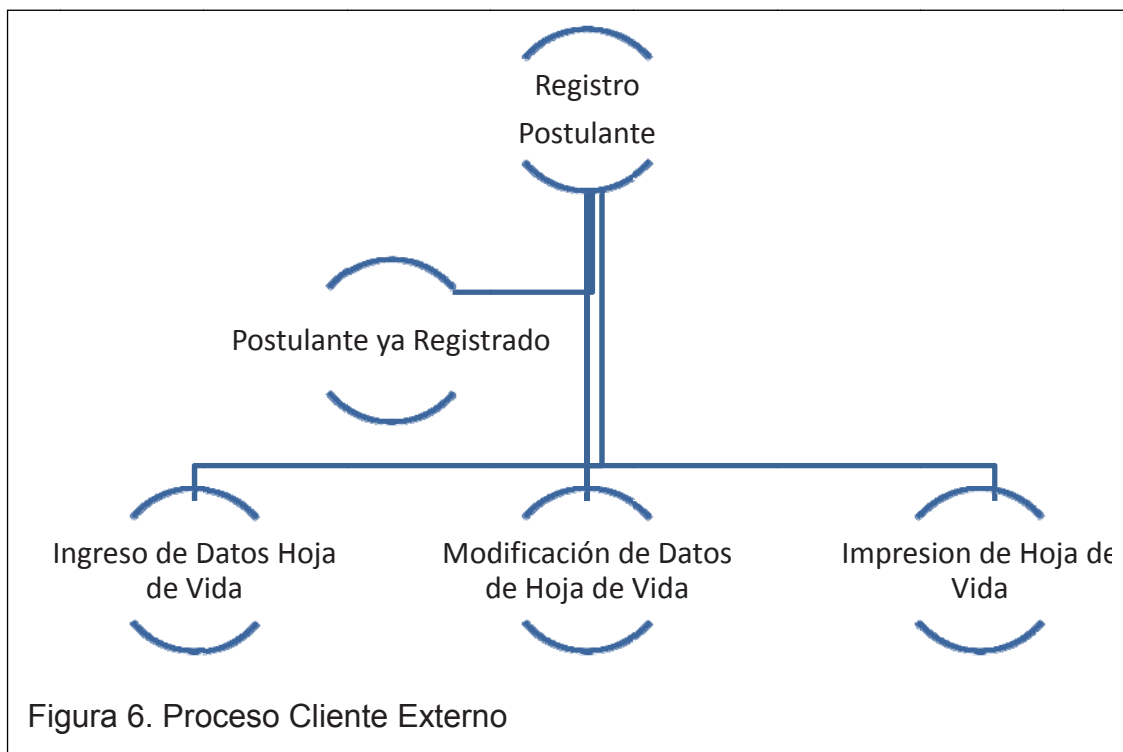 Registro
Postulante
Postulante ya Registrado
Ingreso de Datos Hoja
de Vida
Modificación de Datos
de Hoja de Vida
Impresion de Hoja de
Vida
Figura 6. Proceso Cliente Externo